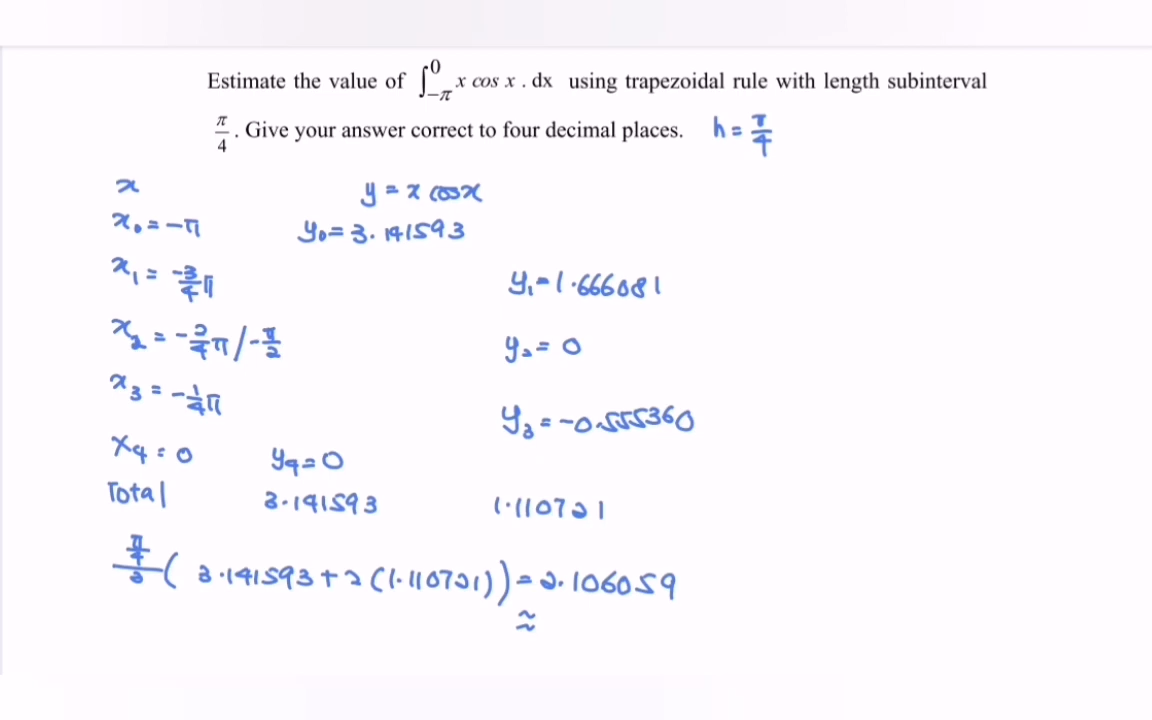 Estimate the value of ∫₋π⁰ x cos x . dx using trapezoidal rule with length subinterval
π/4 . Give your answer correct to four decimal places. h = π/4
x y = x cosx
x₀ = -π y₀ = 3.141593
x₁ = -3/4 π y₁ = 1.666081
x₂ = -2/4 π / -π/2 y₂ = 0
x₃ = -1/4 π y₃ = -0.555360
x₄ = 0 y₄ = 0
Total 3.141593 1.110721
(π/4)/2 ( 3.141593 + 2 (1.110721)) = 2.106059
≈